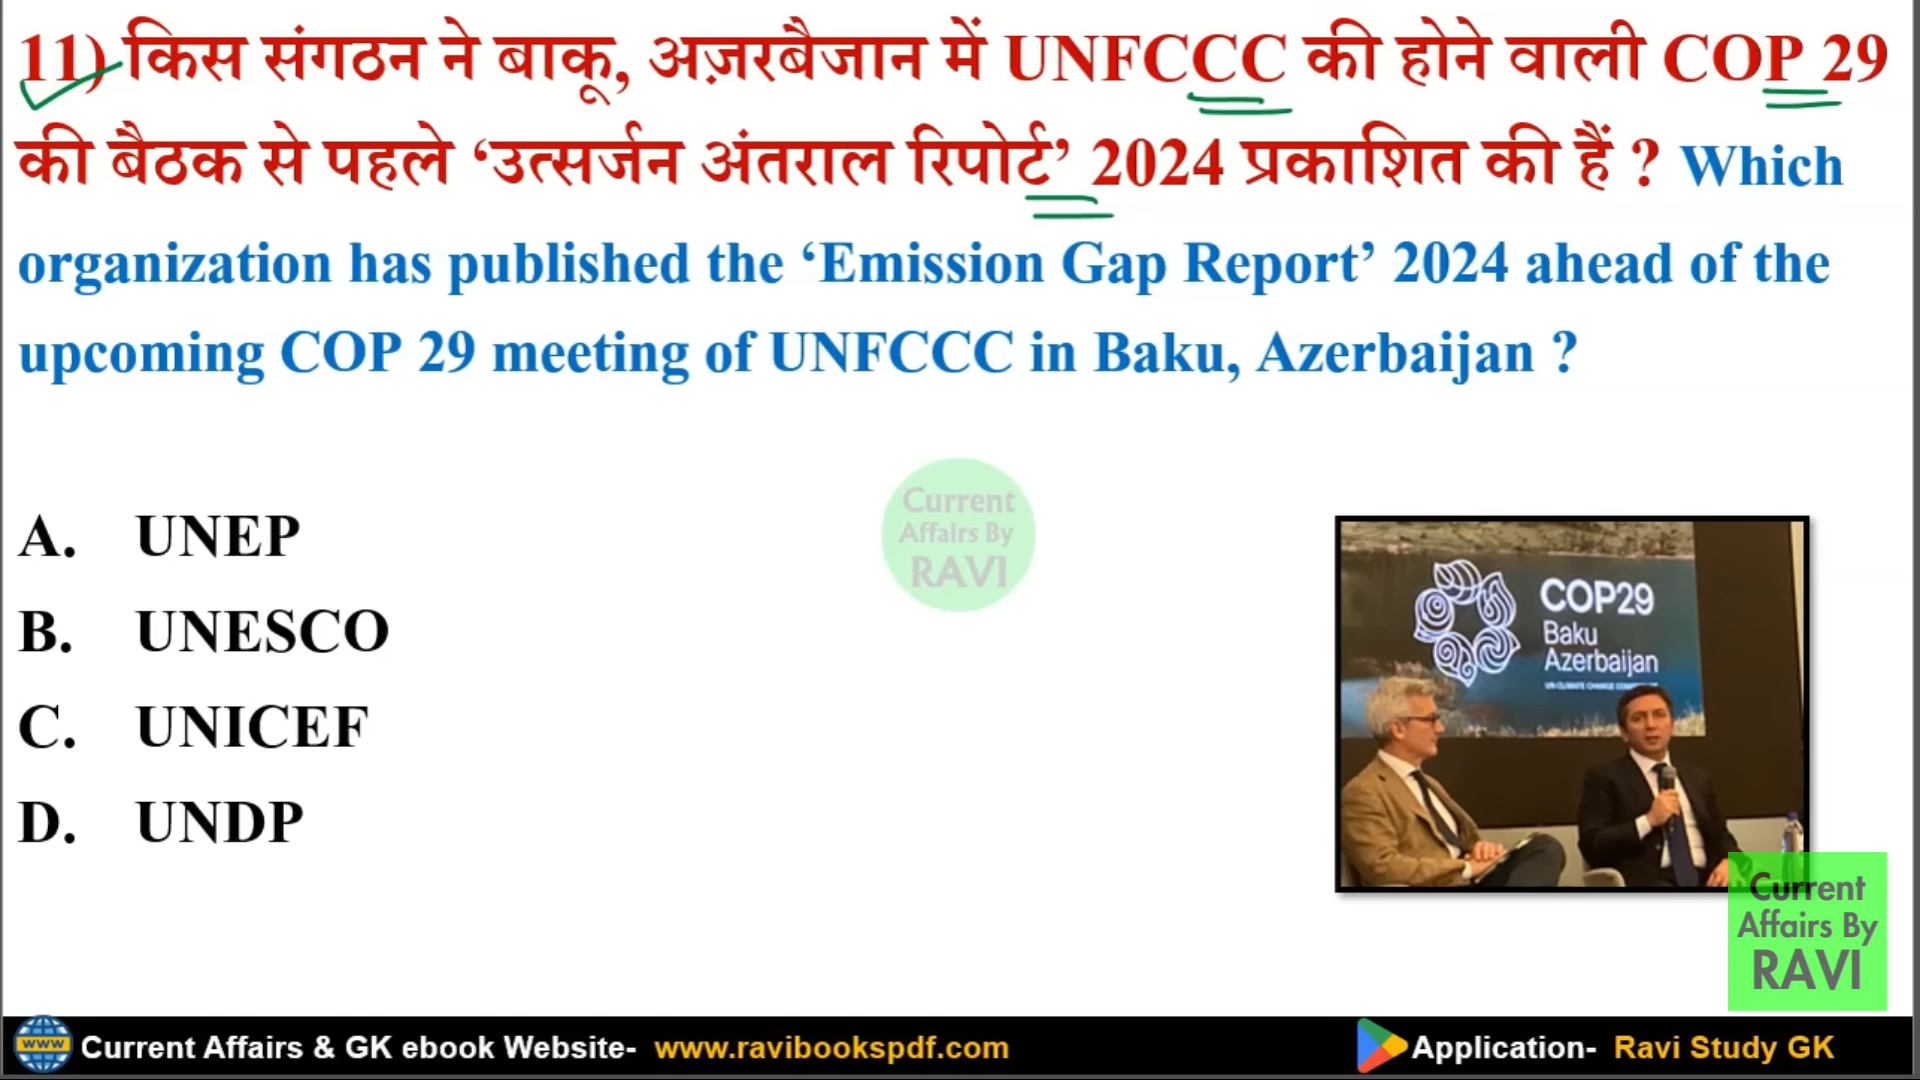 11) किस संगठन ने बाकू, अज़रबैजान में UNFCCC की होने वाली COP 29
की बैठक से पहले ‘उत्सर्जन अंतराल रिपोर्ट’ 2024 प्रकाशित की हैं ? Which
organization has published the ‘Emission Gap Report’ 2024 ahead of the
upcoming COP 29 meeting of UNFCCC in Baku, Azerbaijan ?
Current
Affairs By
RAVI
A. UNEP
B. UNESCO
C. UNICEF
D. UNDP
COP29
Baku
Azerbaijan
Current
Affairs By
RAVI
www Current Affairs & GK ebook Website- www.ravibookspdf.com
Application- Ravi Study GK